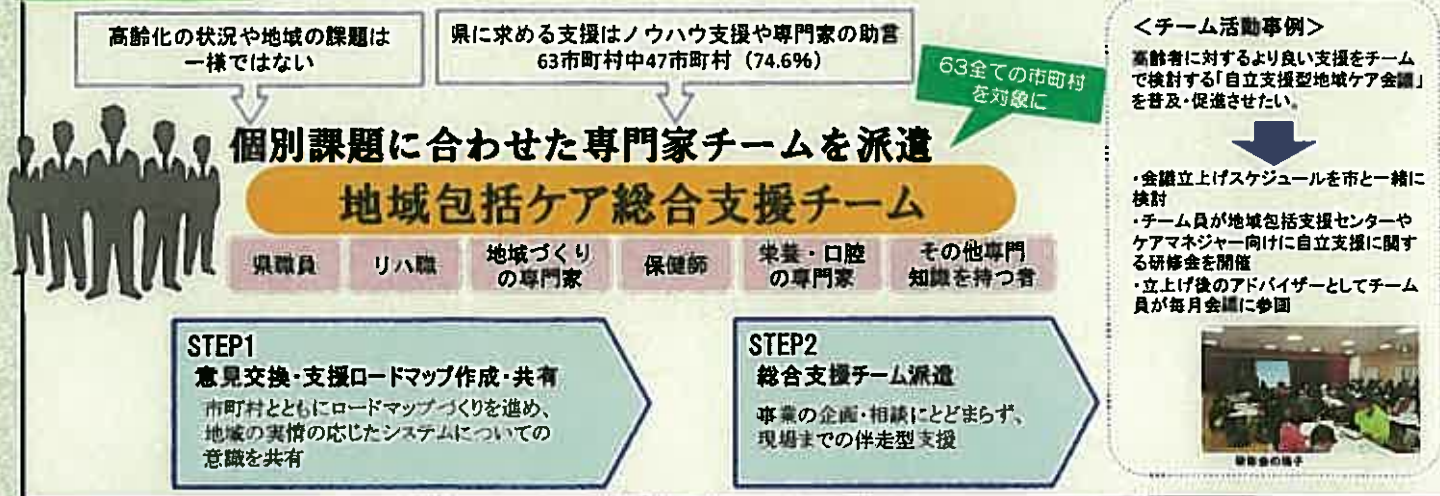 高齢化の状況や地域の課題は
一様ではない
県に求める支援はノウハウ支援や専門家の助言
63市町村中47市町村（74.6%）
63全ての市町村
を対象に
個別課題に合わせた専門家チームを派遣
地域包括ケア総合支援チーム
県職員
リハ職
地域づくり
の専門家
保健師
栄養・口腔
の専門家
その他専門
知識を持つ者
STEP1
意見交換・支援ロードマップ作成・共有
市町村とともにロードマップづくりを進め、
地域の実情の応じたシステムについての
意識を共有
STEP2
総合支援チーム派遣
事業の企画・相談にとどまらず、
現場までの伴走型支援
＜チーム活動事例＞
高齢者に対するより良い支援をチーム
で検討する「自立支援型地域ケア会議」
を普及・促進させたい。
・会議立上げスケジュールを市と一緒に
検討
・チーム員が地域包括支援センターや
ケアマネジャー向けに自立支援に関す
る研修会を開催
・立上げ後のアドバイザーとしてチーム
員が毎月会議に参画
研修会の様子